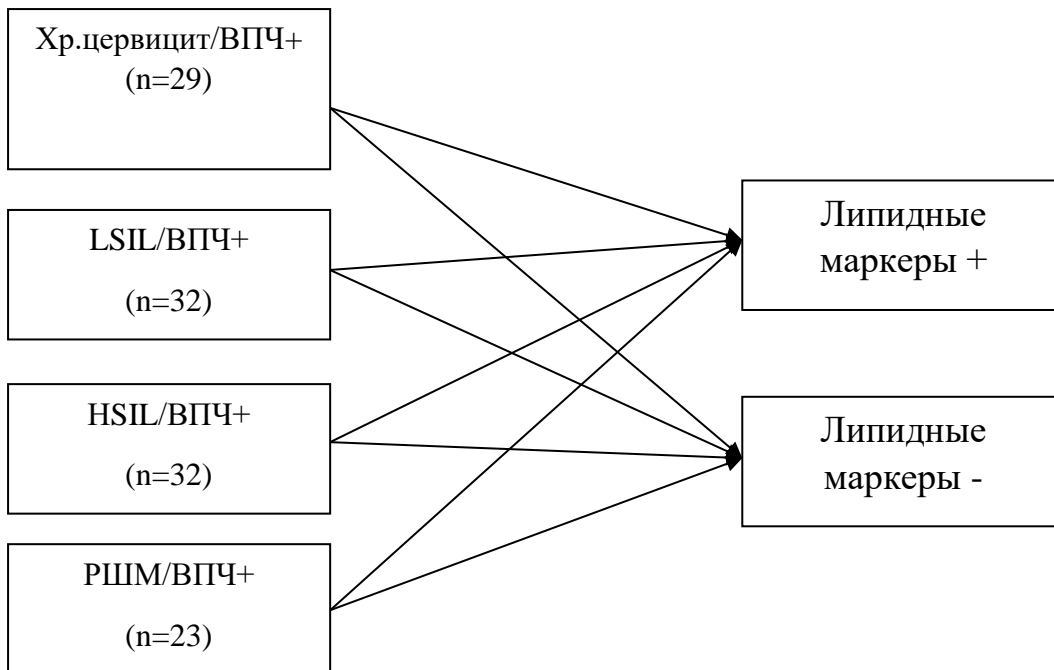 Хр.цервицит/ВПЧ+
(n=29)
LSIL/ВПЧ+
(n=32)
HSIL/ВПЧ+
(n=32)
РШМ/ВПЧ+
(n=23)
Липидные
маркеры +
Липидные
маркеры -